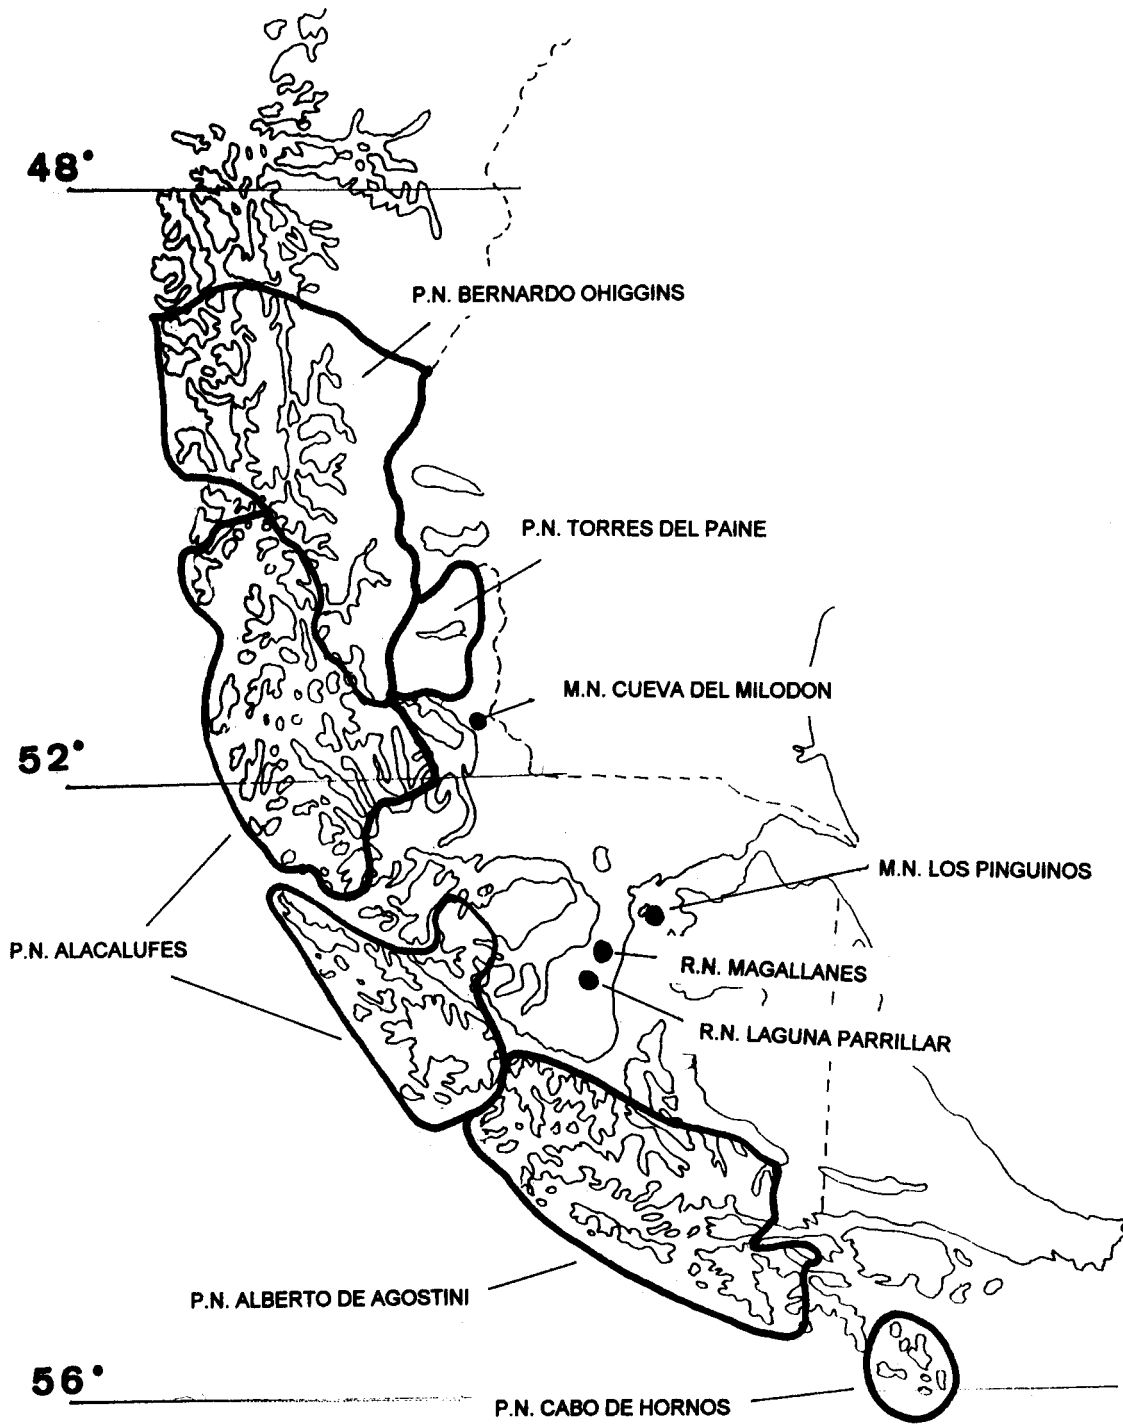 48°
P.N. BERNARDO OHIGGINS
P.N. TORRES DEL PAINE
M.N. CUEVA DEL MILODON
52°
M.N. LOS PINGUINOS
P.N. ALACALUFES
R.N. MAGALLANES
R.N. LAGUNA PARRILLAR
P.N. ALBERTO DE AGOSTINI
56°
P.N. CABO DE HORNOS